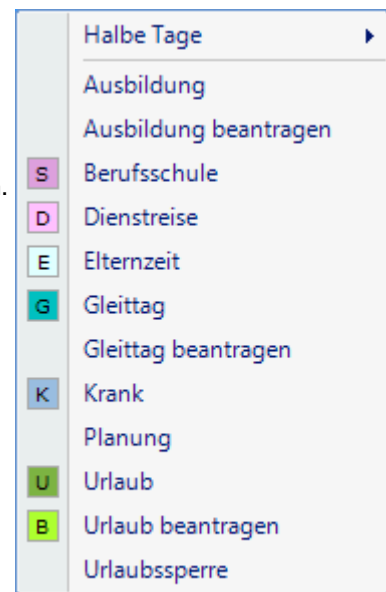 Halbe Tage
Ausbildung
Ausbildung beantragen
S Berufsschule
D Dienstreise
E Elternzeit
G Gleittag
Gleittag beantragen
K Krank
Planung
U Urlaub
B Urlaub beantragen
Urlaubssperre